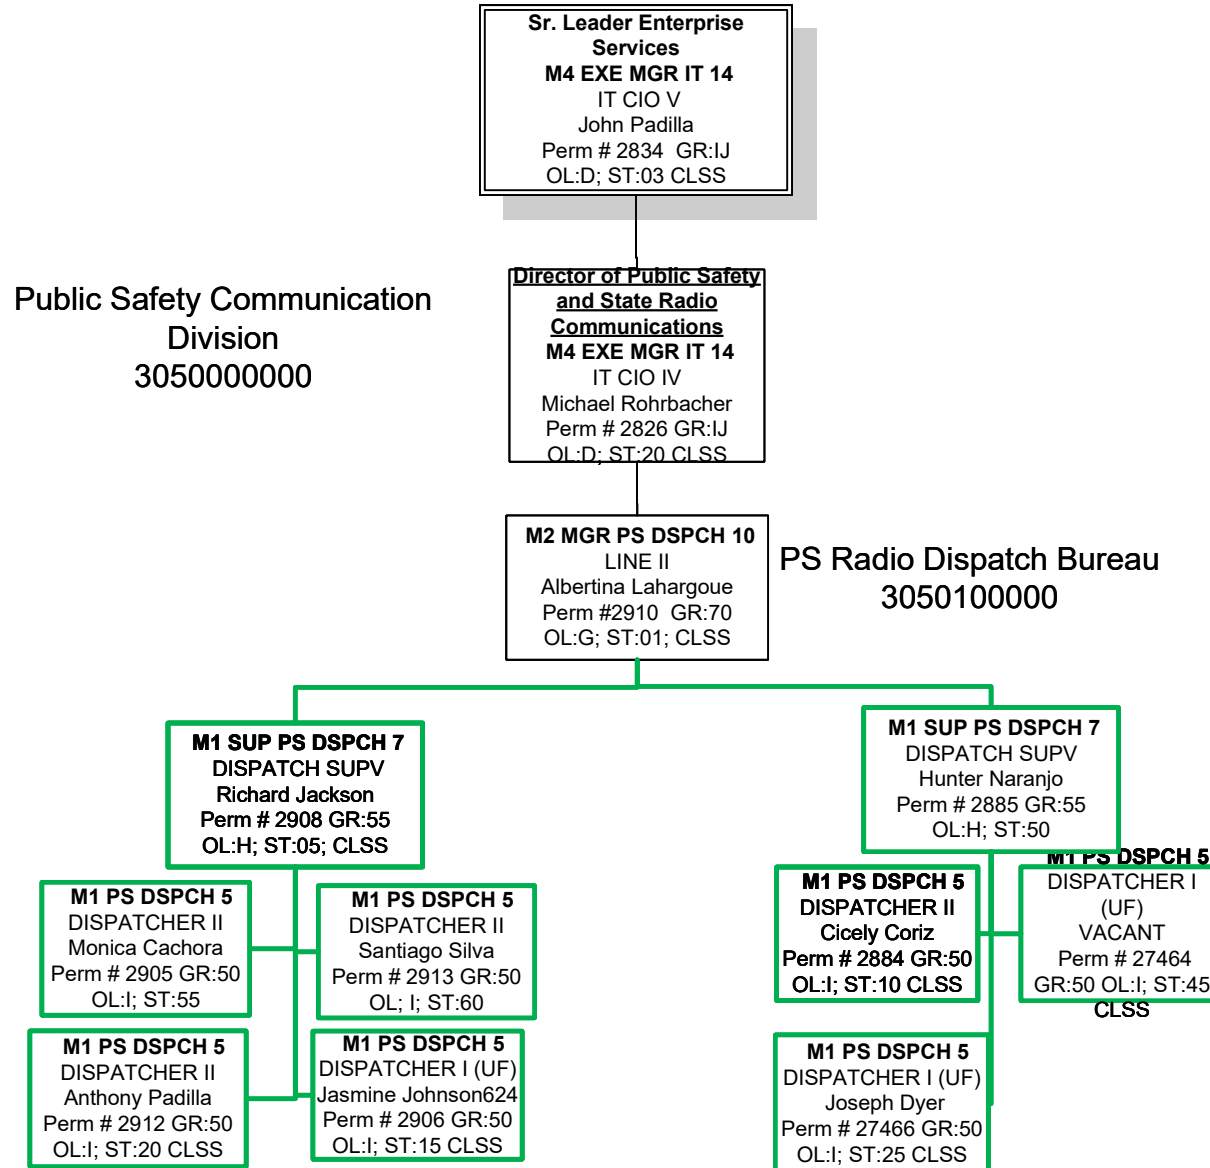 Sr. Leader Enterprise
Services
M4 EXE MGR IT 14
IT CIO V
John Padilla
Perm # 2834 GR:IJ
OL:D; ST:03 CLSS
Director of Public Safety
and State Radio
Communications
M4 EXE MGR IT 14
IT CIO IV
Michael Rohrbacher
Perm # 2826 GR:IJ
OL:D; ST:20 CLSS
Public Safety Communication
Division
3050000000
M2 MGR PS DSPCH 10
LINE II
Albertina Lahargoue
Perm #2910 GR:70
OL:G; ST:01; CLSS
PS Radio Dispatch Bureau
3050100000
M1 SUP PS DSPCH 7
DISPATCH SUPV
Richard Jackson
Perm # 2908 GR:55
OL:H; ST:05; CLSS
M1 SUP PS DSPCH 7
DISPATCH SUPV
Hunter Naranjo
Perm # 2885 GR:55
OL:H; ST:50
M1 PS DSPCH 5
DISPATCHER II
Monica Cachora
Perm # 2905 GR:50
OL:I; ST:55
M1 PS DSPCH 5
DISPATCHER II
Santiago Silva
Perm # 2913 GR:50
OL; I; ST:60
M1 PS DSPCH 5
DISPATCHER II
Cicely Coriz
Perm # 2884 GR:50
OL:I; ST:10 CLSS
M1 PS DSPCH 5
DISPATCHER I
(UF)
VACANT
Perm # 27464
GR:50 OL:I; ST:45
CLSS
M1 PS DSPCH 5
DISPATCHER II
Anthony Padilla
Perm # 2912 GR:50
OL:I; ST:20 CLSS
M1 PS DSPCH 5
DISPATCHER I (UF)
Jasmine Johnson624
Perm # 2906 GR:50
OL:I; ST:15 CLSS
M1 PS DSPCH 5
DISPATCHER I (UF)
Joseph Dyer
Perm # 27466 GR:50
OL:I; ST:25 CLSS